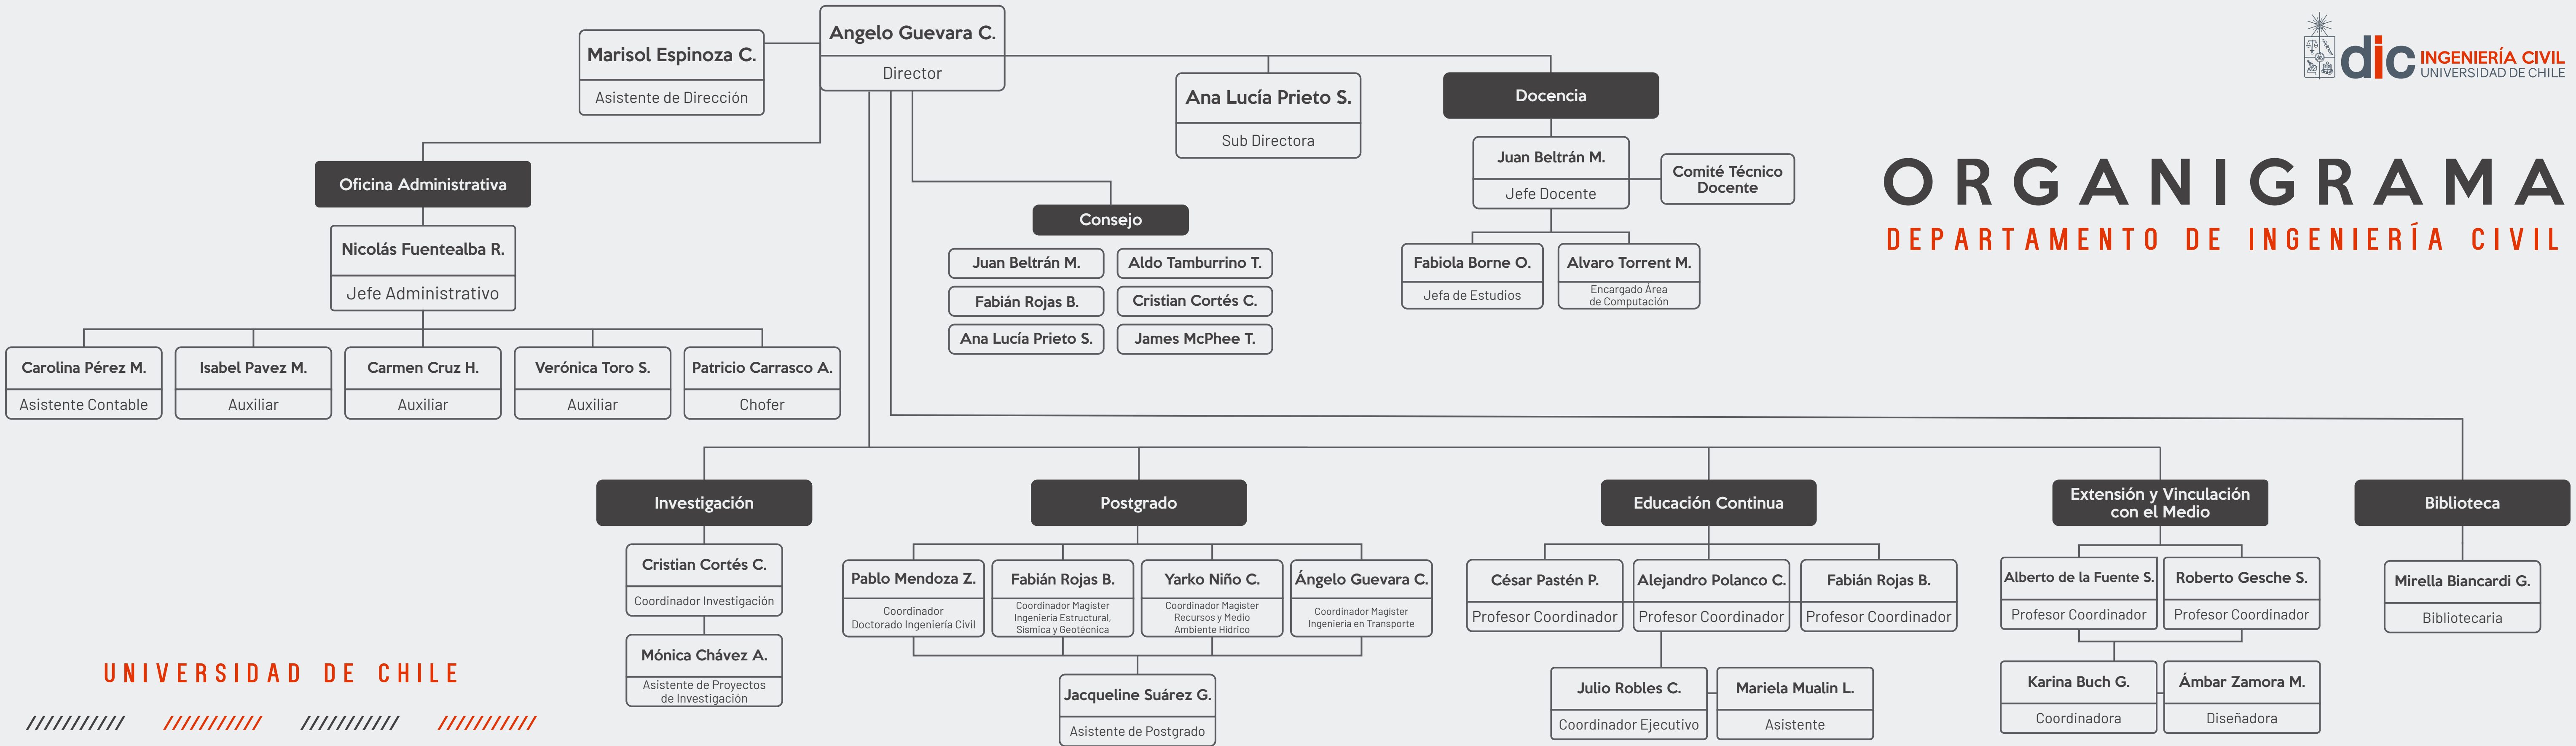 Angelo Guevara C.
Director
Marisol Espinoza C.
Asistente de Dirección
Ana Lucía Prieto S.
Sub Directora
Docencia
Juan Beltrán M.
Jefe Docente
Comité Técnico
Docente
Fabiola Borne O.
Jefa de Estudios
Alvaro Torrent M.
Encargado Área
de Computación
dic INGENIERÍA CIVIL
UNIVERSIDAD DE CHILE
ORGANIGRAMA
DEPARTAMENTO DE INGENIERÍA CIVIL
Oficina Administrativa
Nicolás Fuentealba R.
Jefe Administrativo
Carolina Pérez M.
Asistente Contable
Isabel Pavez M.
Auxiliar
Carmen Cruz H.
Auxiliar
Verónica Toro S.
Auxiliar
Patricio Carrasco A.
Chofer
Consejo
Juan Beltrán M.
Aldo Tamburrino T.
Fabián Rojas B.
Cristian Cortés C.
Ana Lucía Prieto S.
James McPhee T.
Investigación
Cristian Cortés C.
Coordinador Investigación
Mónica Chávez A.
Asistente de Proyectos
de Investigación
Postgrado
Pablo Mendoza Z.
Coordinador
Doctorado Ingeniería Civil
Fabián Rojas B.
Coordinador Magíster
Ingeniería Estructural,
Sísmica y Geotécnica
Yarko Niño C.
Coordinador Magíster
Recursos y Medio
Ambiente Hídrico
Ángelo Guevara C.
Coordinador Magíster
Ingeniería en Transporte
Jacqueline Suárez G.
Asistente de Postgrado
Educación Continua
César Pastén P.
Profesor Coordinador
Alejandro Polanco C.
Profesor Coordinador
Fabián Rojas B.
Profesor Coordinador
Julio Robles C.
Coordinador Ejecutivo
Mariela Mualin L.
Asistente
Extensión y Vinculación
con el Medio
Alberto de la Fuente S.
Profesor Coordinador
Roberto Gesche S.
Profesor Coordinador
Karina Buch G.
Coordinadora
Ámbar Zamora M.
Diseñadora
Biblioteca
Mirella Biancardi G.
Bibliotecaria
UNIVERSIDAD DE CHILE